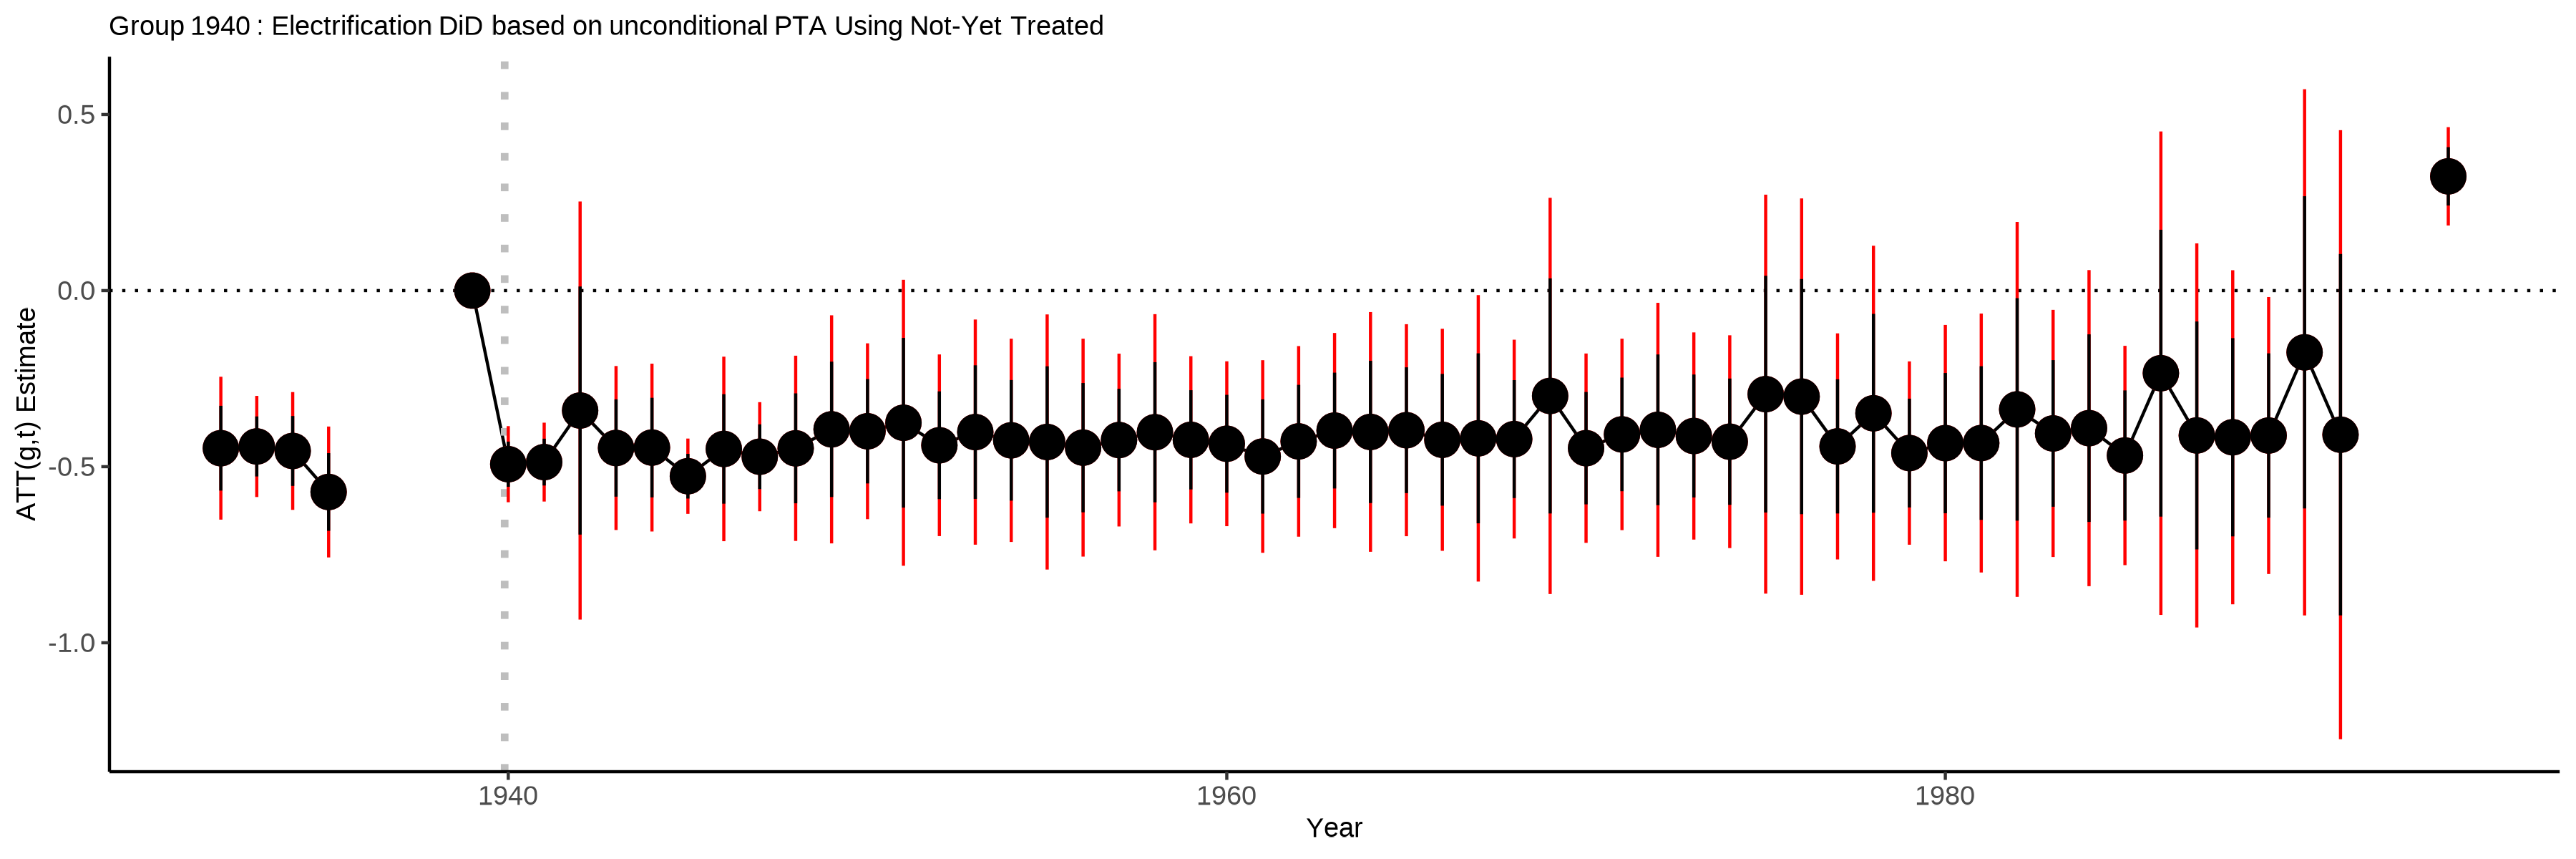 Group 1940 : Electrification DiD based on unconditional PTA Using Not-Yet Treated
0.5
0.0
-0.5
-1.0
ATT(g,t) Estimate
1940
1960
1980
Year